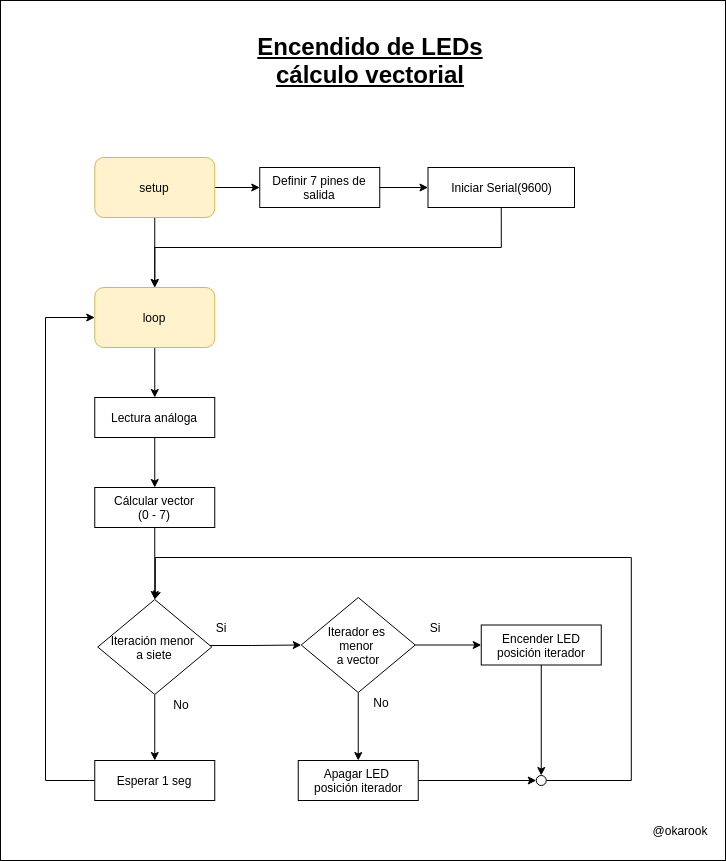 Encendido de LEDs
cálculo vectorial
setup
Definir 7 pines de
salida
Iniciar Serial(9600)
loop
Lectura análoga
Cálcular vector
(0 - 7)
Iteración menor
a siete
Si
Iterador es
menor
a vector
Si
Encender LED
posición iterador
No
No
Esperar 1 seg
Apagar LED
posición iterador
@okarook